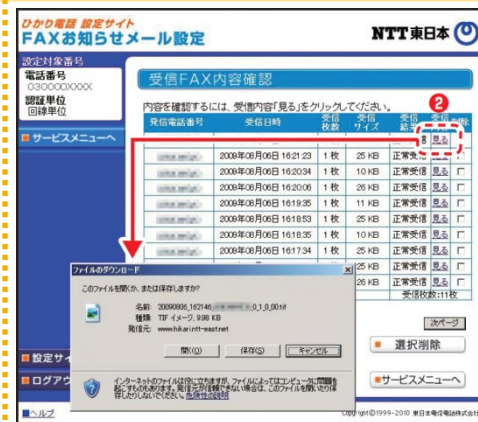 ひかり電話 設定サイト
FAXお知らせメール設定
NTT東日本
設定対象番号
電話番号
030000XXXX
認証単位
回線単位
サービスメニューへ
受信FAX内容確認
内容を確認するには、受信内容「見る」をクリックしてください。
2
発信電話番号 受信日時 受信枚数 受信サイズ 受信結果 受信 削除
信 見る
2009年08月06日 16:21:23 1枚 25 KB 正常受信 見る
2009年08月06日 16:20:34 1枚 10 KB 正常受信 見る
2009年08月06日 16:20:06 1枚 26 KB 正常受信 見る
2009年08月06日 16:19:35 1枚 11 KB 正常受信 見る
2009年08月06日 16:18:53 1枚 25 KB 正常受信 見る
2009年08月06日 16:18:35 1枚 10 KB 正常受信 見る
2009年08月06日 16:17:34 1枚 25 KB 正常受信 見る
25 KB 正常受信 見る
26 KB 正常受信 見る
受信枚数:11枚
次ページ
選択削除
サービスメニューへ
ファイルのダウンロード
このファイルを開くか、または保存しますか?
名前: 20090806_162146 _0_1_0_00.tif
種類: TIF イメージ, 9.98 KB
発信元: www.hikari.ntt-east.net
開く(O) 保存(S) キャンセル
インターネットのファイルは役に立ちますが、ファイルによってはコンピュータに問題を
起こすものもあります。発信元が信頼できない場合は、このファイルを開いたり保
存したりしないでください。危険性の説明
設定サイ
ログアウ
ヘルプ
Copyright©1999-2010 東日本電信電話株式会社